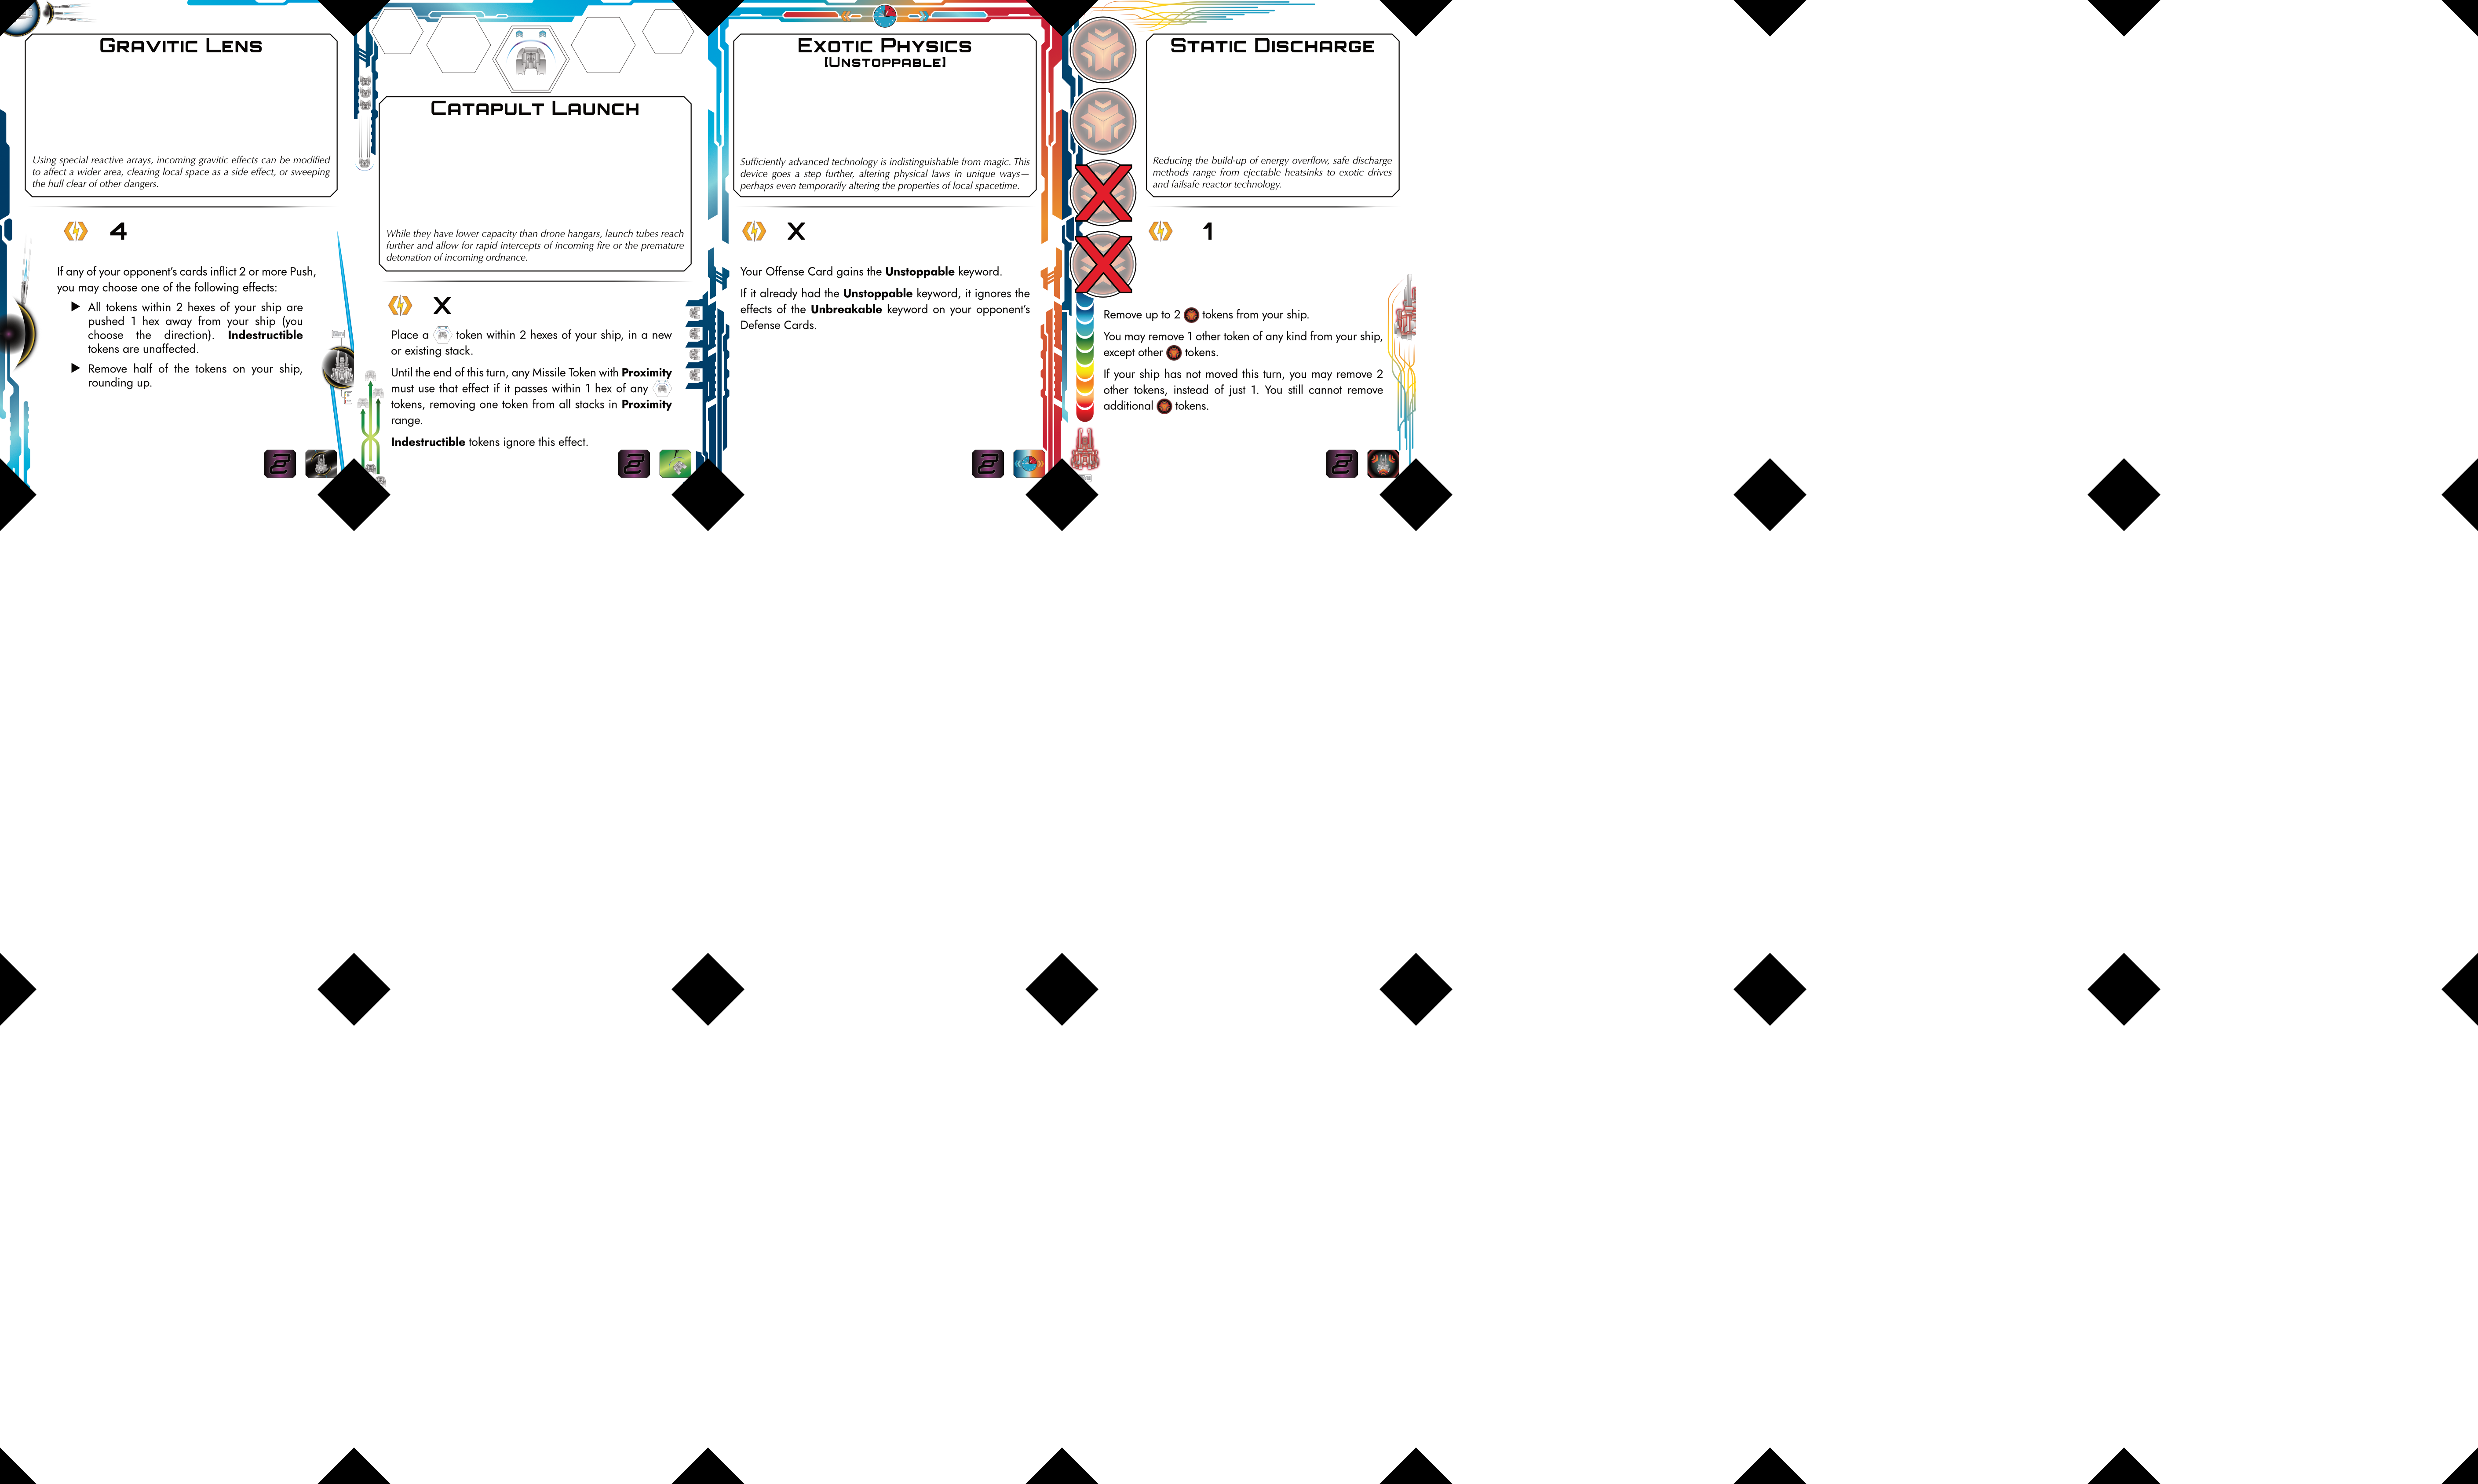 GRAVITIC LENS
Using special reactive arrays, incoming gravitic effects can be modified
to affect a wider area, clearing local space as a side effect, or sweeping
the hull clear of other dangers.
4
If any of your opponent's cards inflict 2 or more Push,
you may choose one of the following effects:
All tokens within 2 hexes of your ship are
pushed 1 hex away from your ship (you
choose the direction). Indestructible
tokens are unaffected.
Remove half of the tokens on your ship,
rounding up.
CATAPULT LAUNCH
While they have lower capacity than drone hangars, launch tubes reach
further and allow for rapid intercepts of incoming fire or the premature
detonation of incoming ordnance.
X
Place a token within 2 hexes of your ship, in a new
or existing stack.
Until the end of this turn, any Missile Token with Proximity
must use that effect if it passes within 1 hex of any
tokens, removing one token from all stacks in Proximity
range.
Indestructible tokens ignore this effect.
EXOTIC PHYSICS
[UNSTOPPABLE]
Sufficiently advanced technology is indistinguishable from magic. This
device goes a step further, altering physical laws in unique ways—
perhaps even temporarily altering the properties of local spacetime.
X
Your Offense Card gains the Unstoppable keyword.
If it already had the Unstoppable keyword, it ignores the
effects of the Unbreakable keyword on your opponent's
Defense Cards.
STATIC DISCHARGE
Reducing the build-up of energy overflow, safe discharge
methods range from ejectable heatsinks to exotic drives
and failsafe reactor technology.
1
Remove up to 2 tokens from your ship.
You may remove 1 other token of any kind from your ship,
except other tokens.
If your ship has not moved this turn, you may remove 2
other tokens, instead of just 1. You still cannot remove
additional tokens.